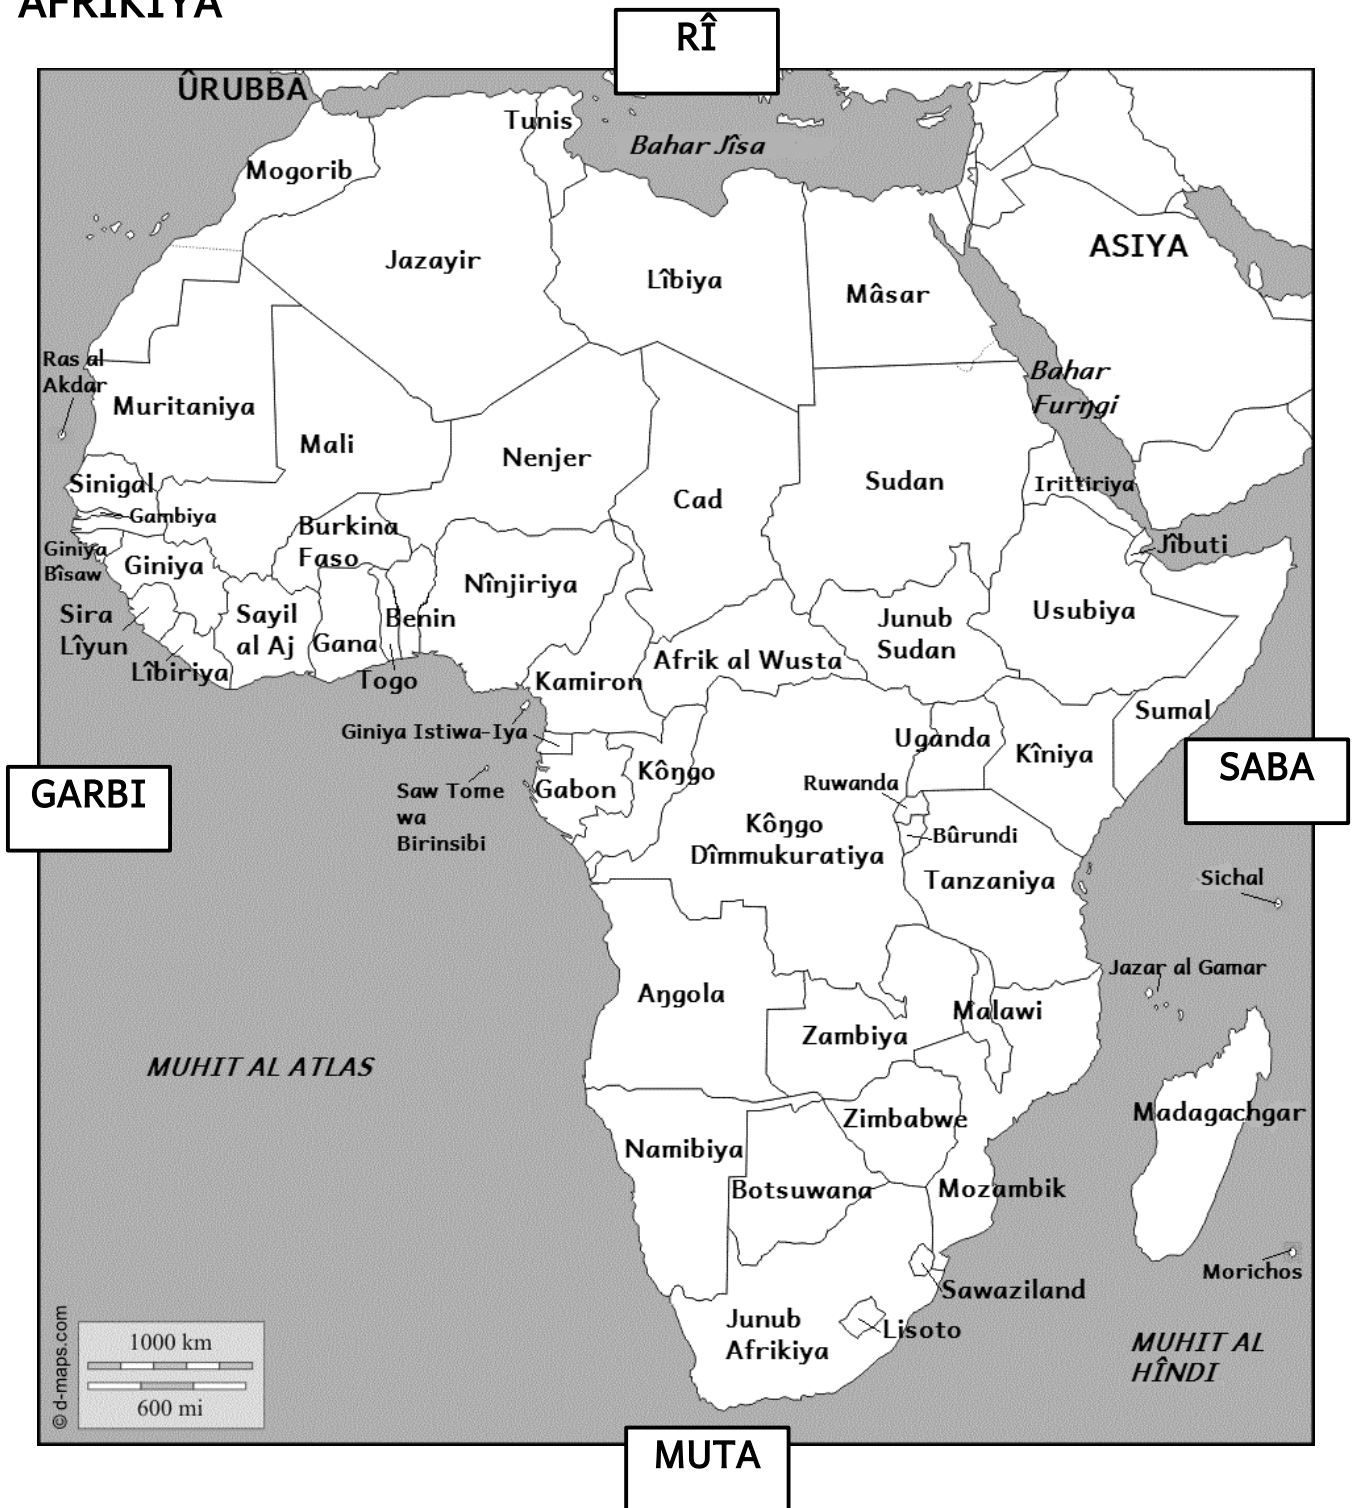 AFRIKIYA
RÎ
ÛRUBBA
Tunis
Bahar Jîsa
Mogorib
ASIYA
Jazayir
Lîbiya
Mâsar
Ras al
Akdar
Bahar
Furŋgi
Muritaniya
Mali
Nenjer
Cad
Sudan
Irittiriya
Sinigal
Gambiya
Burkina
Faso
Giniya
Bîsaw
Giniya
Nînjiriya
Jîbuti
Sira
Lîyun
Sayil
al Aj
Gana
Benin
Junub
Sudan
Usubiya
Lîbiriya
Togo
Kamiron
Afrik al Wusta
Sumal
Giniya Istiwa-Iya
Uganda
Kîniya
SABA
GARBI
Saw Tome
wa
Birinsibi
Gabon
Kôŋgo
Ruwanda
Kôŋgo
Dîmmukuratiya
Bûrundi
Tanzaniya
Sichal
Jazar al Gamar
Aŋgola
Malawi
Zambiya
MUHIT AL ATLAS
Madagachgar
Zimbabwe
Namibiya
Botsuwana
Mozambik
Morichos
Sawaziland
Junub
Afrikiya
Lisoto
MUHIT AL
HÎNDI
© d-maps.com
1000 km
600 mi
MUTA